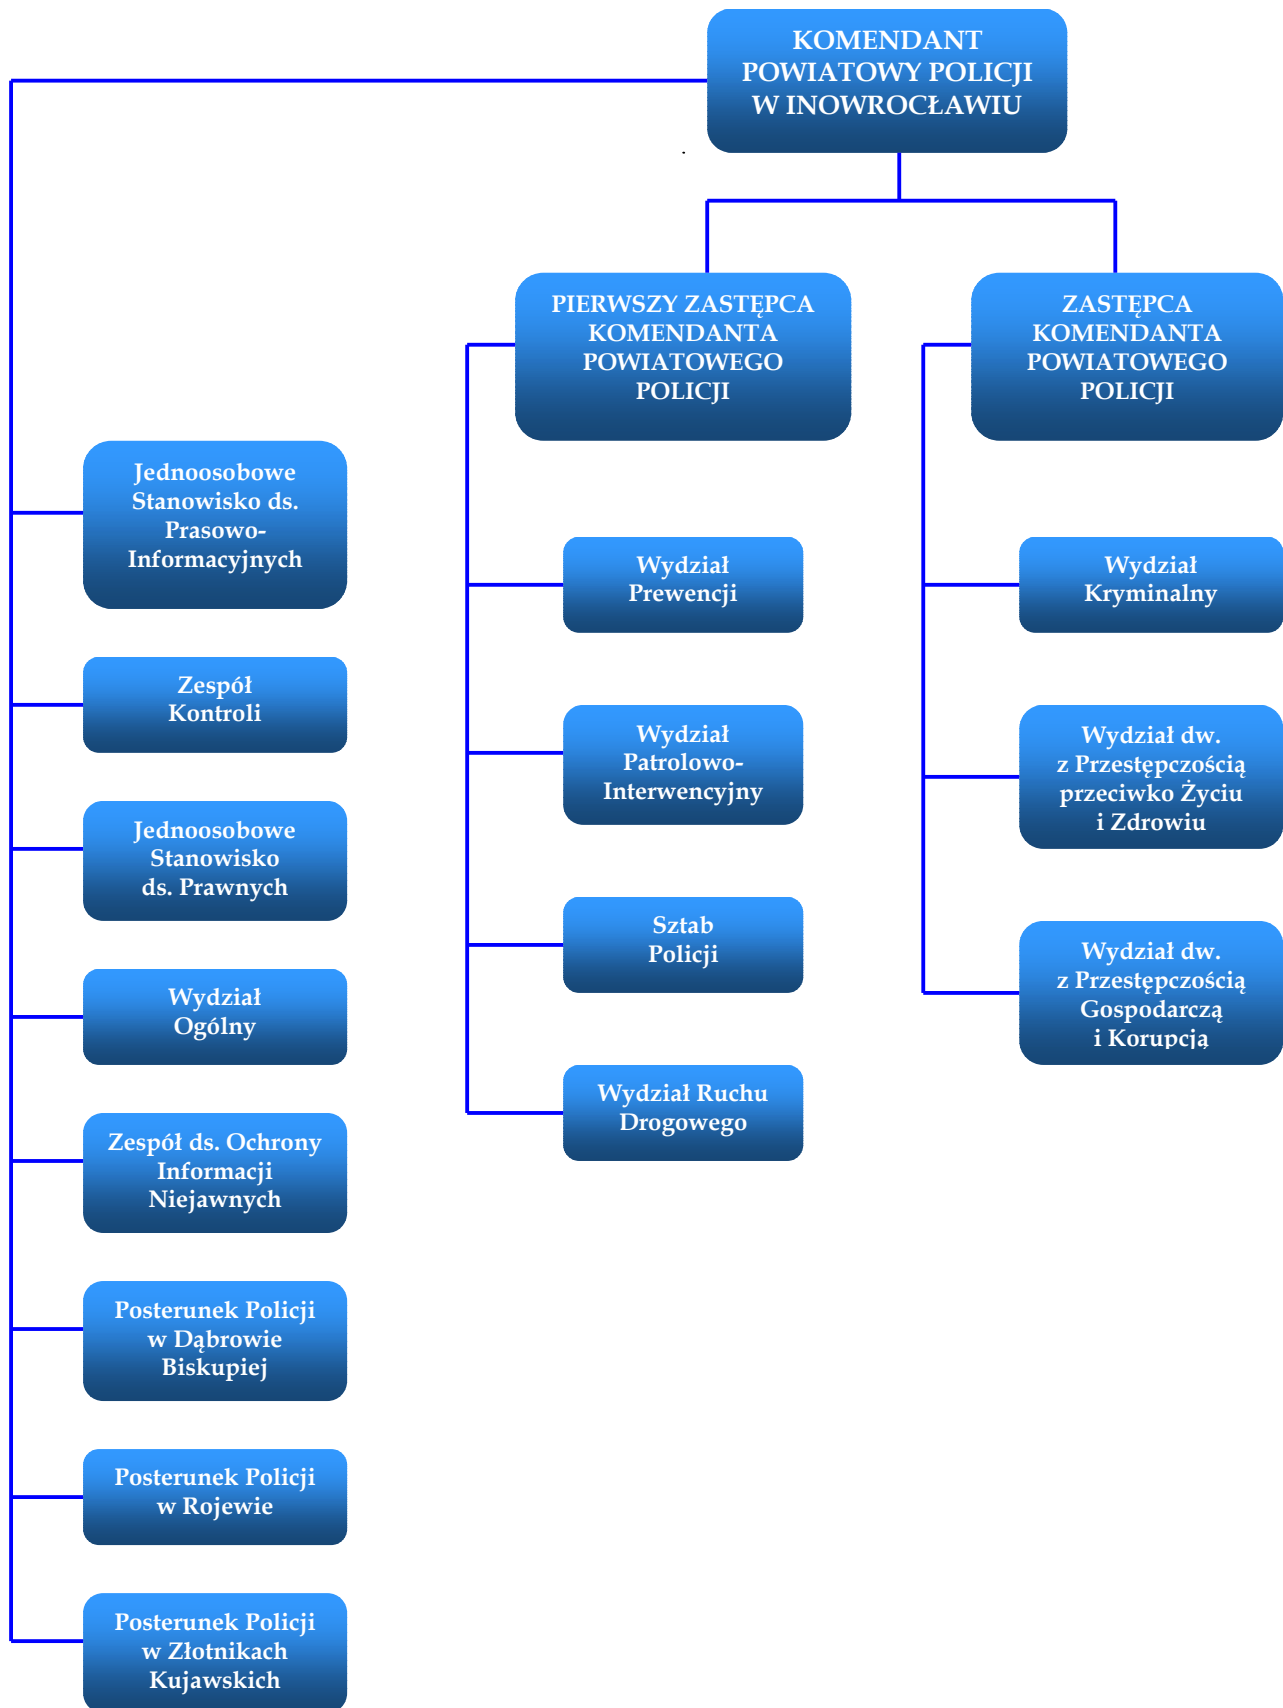 KOMENDANT
POWIATOWY POLICJI
W INOWROCŁAWIU
PIERWSZY ZASTĘPCA
KOMENDANTA
POWIATOWEGO
POLICJI
ZASTĘPCA
KOMENDANTA
POWIATOWEGO
POLICJI
Jednoosobowe
Stanowisko ds.
Prasowo-
Informacyjnych
Zespół
Kontroli
Jednoosobowe
Stanowisko
ds. Prawnych
Wydział
Ogólny
Zespół ds. Ochrony
Informacji
Niejawnych
Posterunek Policji
w Dąbrowie
Biskupiej
Posterunek Policji
w Rojewie
Posterunek Policji
w Złotnikach
Kujawskich
Wydział
Prewencji
Wydział
Patrolowo-
Interwencyjny
Sztab
Policji
Wydział Ruchu
Drogowego
Wydział
Kryminalny
Wydział dw.
z Przestępczością
przeciwko Życiu
i Zdrowiu
Wydział dw.
z Przestępczością
Gospodarczą
i Korupcją